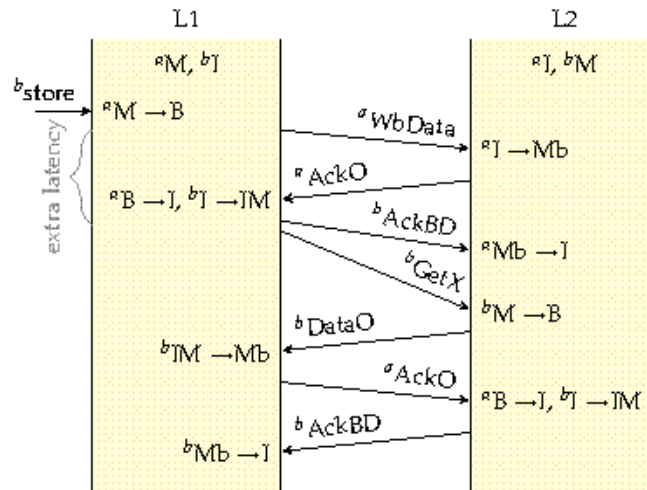 L1 L2
ᵃM, ᵇI ᵃI, ᵇM
ᵇstore
ᵃM → B
ᵃWbData
ᵃI → Mb
extra latency
ᵃAckO
ᵃB → I, ᵇI → IM
ᵇAckBD
ᵃMb → I
ᵇGetX
ᵇM → B
ᵇDataO
ᵇIM → Mb
ᵃAckO
ᵃB → I, ᵇI → IM
ᵇAckBD
ᵇMb → I